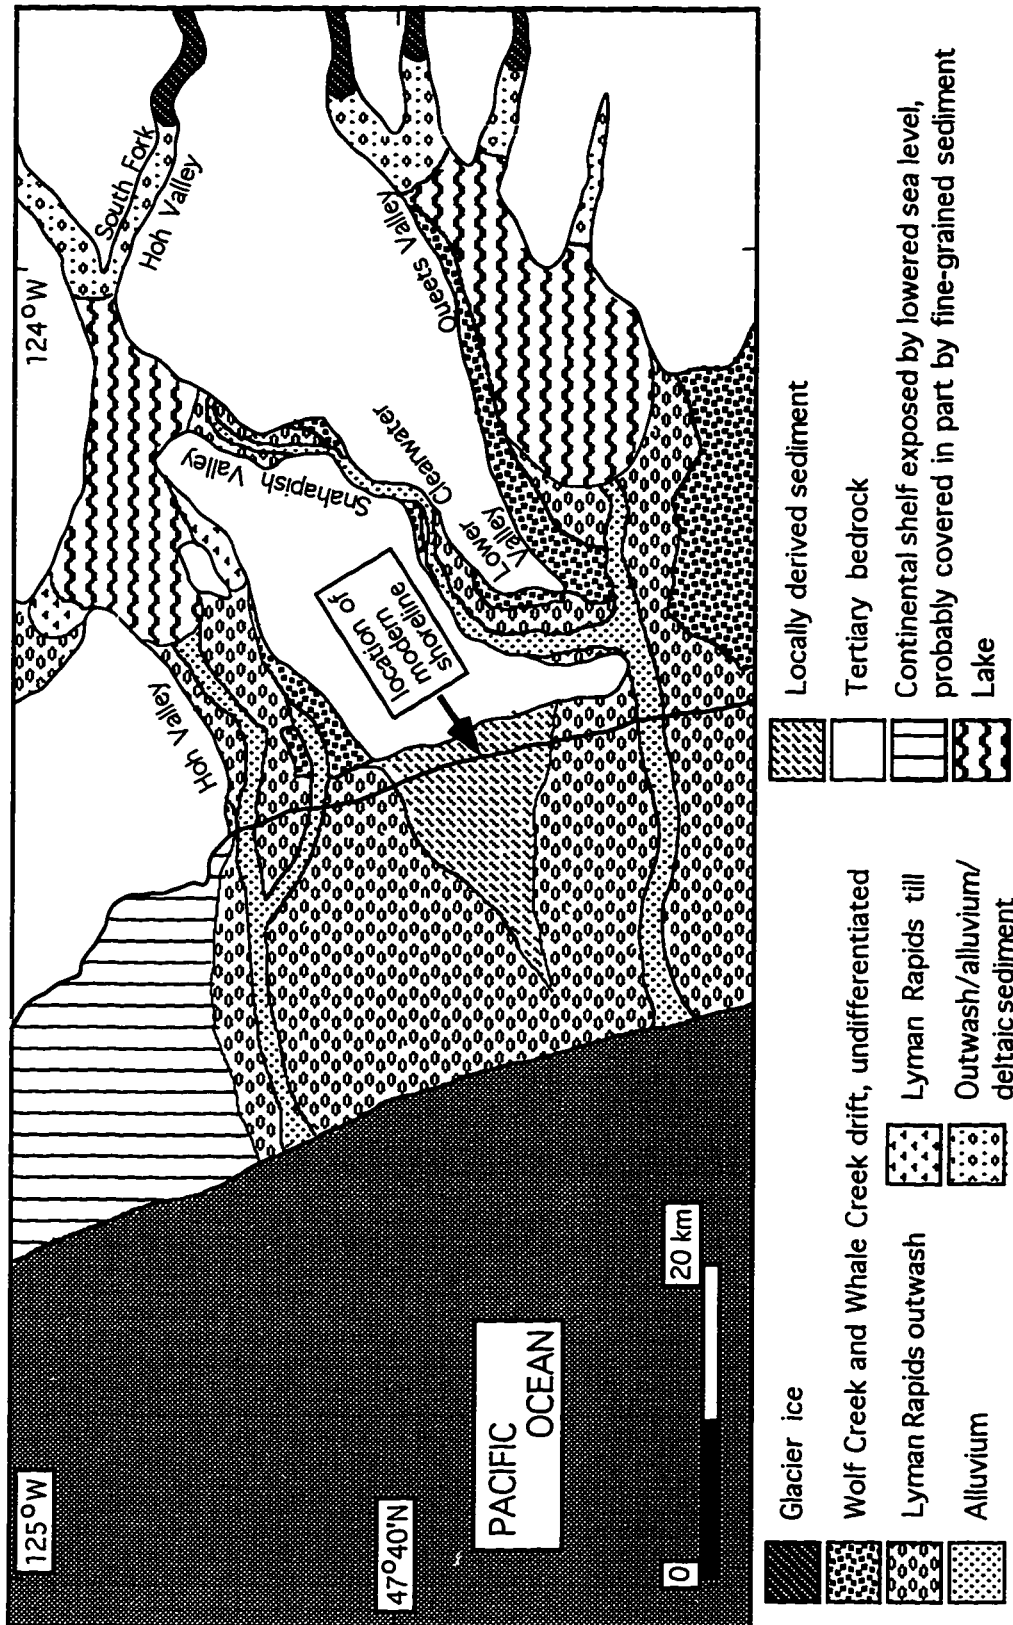 125°W
124°W
47°40'N
PACIFIC
OCEAN
0
20 km
Hoh Valley
South Fork
Hoh Valley
Snahapish
Valley
Lower
Clearwater
Valley
Queets Valley
location of
modern
shoreline
Glacier ice
Wolf Creek and Whale Creek drift, undifferentiated
Lyman Rapids outwash
Alluvium
Lyman Rapids till
Outwash/alluvium/
deltaic sediment
Locally derived sediment
Tertiary bedrock
Continental shelf exposed by lowered sea level,
probably covered in part by fine-grained sediment
Lake